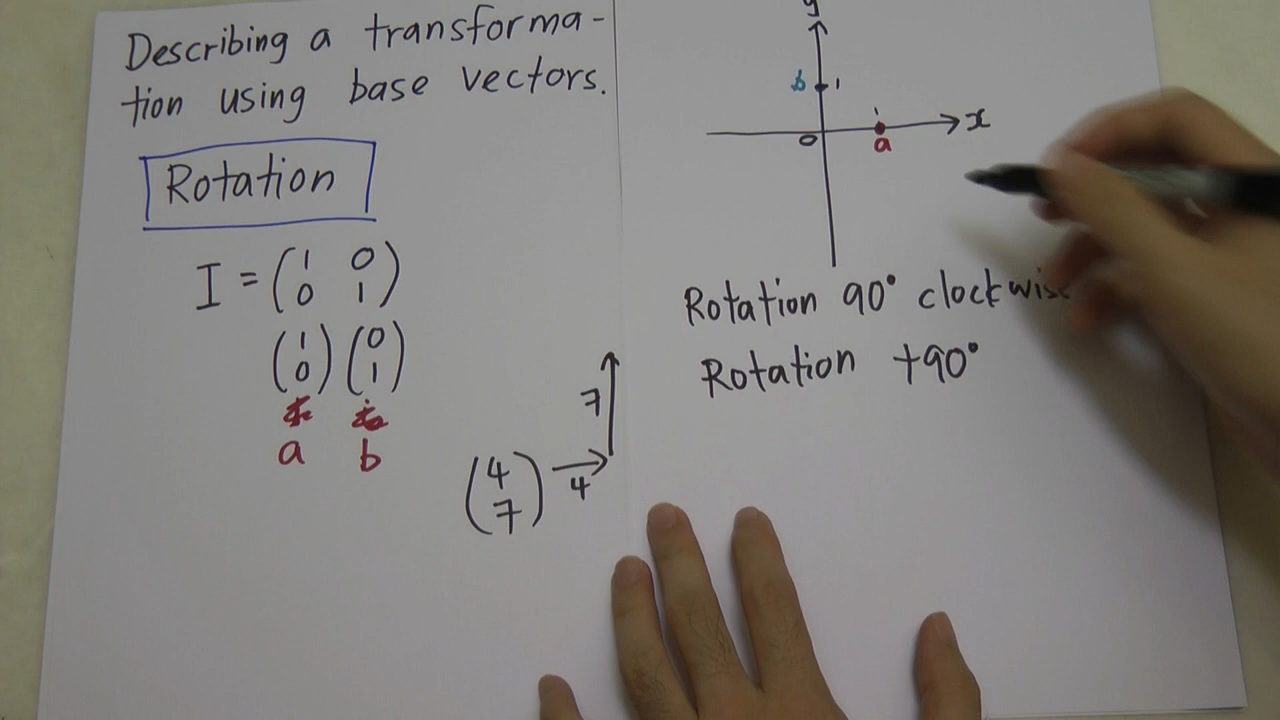 Describing a transforma-
tion using base vectors.
Rotation
I = (1 0
0 1)
(1 0) (0 1)
a b
(4 7) 4 7
y
b 1
1
0 a x
Rotation 90° clockwise
Rotation +90°